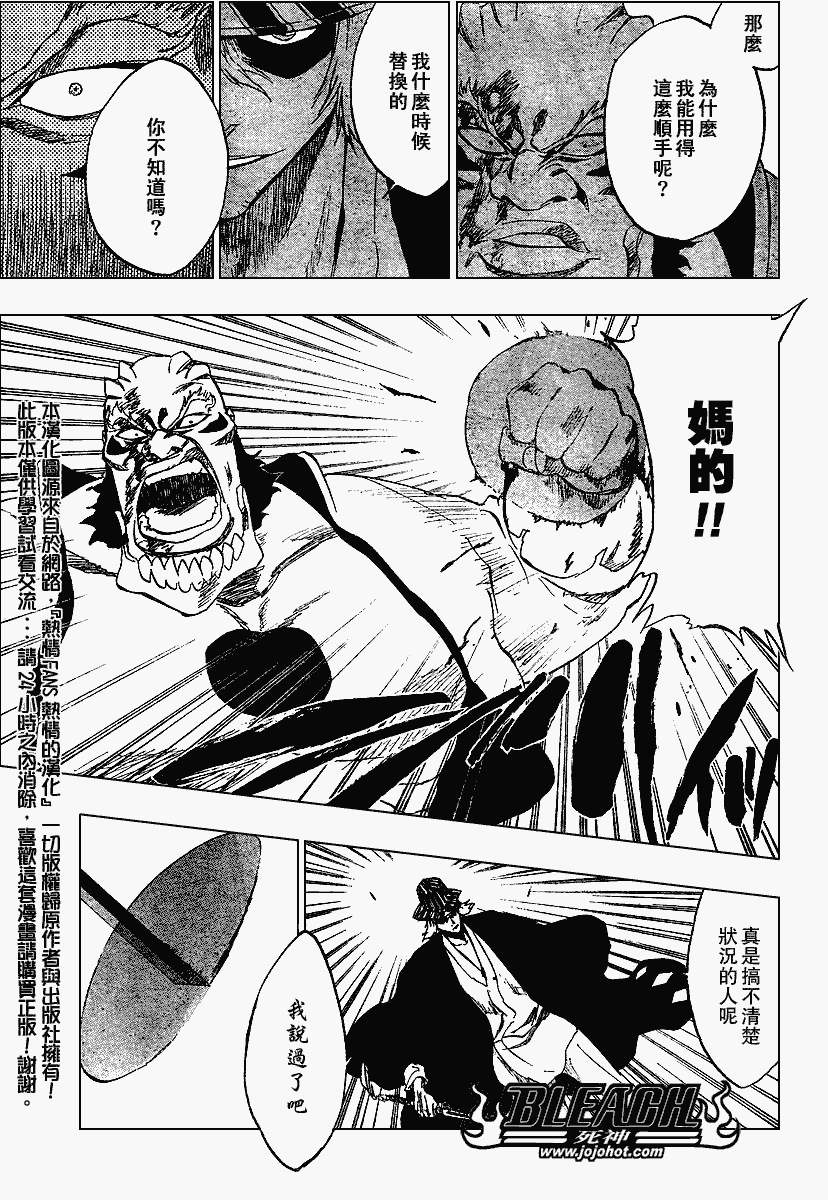 那麼
為什麼
我能用得
這麼順手呢？
我什麼時候
替換的
你不知道嗎？
媽的!!
バババッ
真是搞不清楚
狀況的人呢
我說過了吧
本漢化圖源來自於網路，『熱情FANS熱情的漢化』一切版權歸原作者與出版社擁有！
此版本僅供學習試看交流…請24小時之內消除，喜歡這套漫畫請購買正版！謝謝。
BLEACH
死神
www.jojohot.com